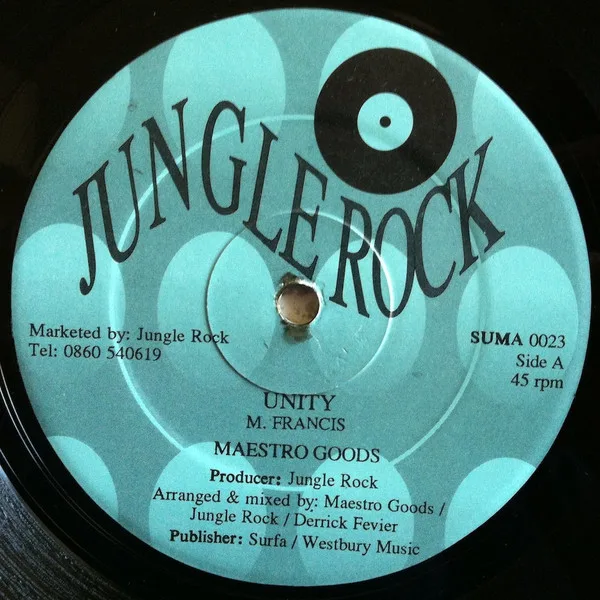 JUNGLE ROCK
Marketed by: Jungle Rock
Tel: 0860 540619
SUMA 0023
Side A
45 rpm
UNITY
M. FRANCIS
MAESTRO GOODS
Producer: Jungle Rock
Arranged & mixed by: Maestro Goods /
Jungle Rock / Derrick Fevier
Publisher: Surfa / Westbury Music